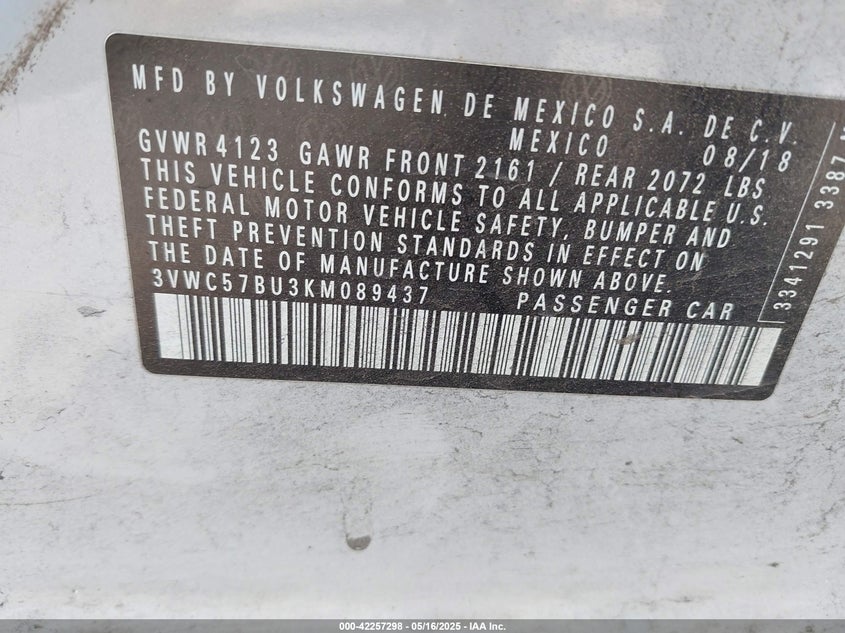 MFD BY VOLKSWAGEN DE MEXICO S.A. DE C.V.
MEXICO 08/18
GVWR 4123 GAWR FRONT 2161 / REAR 2072 LBS
THIS VEHICLE CONFORMS TO ALL APPLICABLE U.S.
FEDERAL MOTOR VEHICLE SAFETY, BUMPER AND
THEFT PREVENTION STANDARDS IN EFFECT ON
THE DATE OF MANUFACTURE SHOWN ABOVE.
3VWC57BU3KM089437 PASSENGER CAR
3341291 3387
000-42257298 - 05/16/2025 - IAA Inc.